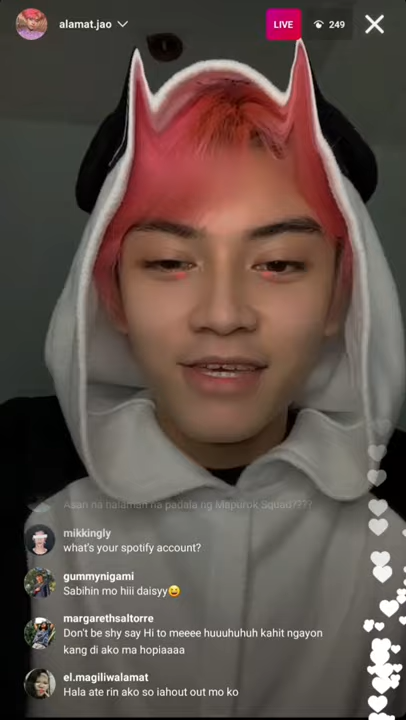 alamat.jao
LIVE
249
Asan na halaman na padala ng Mapurok Squad????
mikkingly
what's your spotify account?
gummynigami
Sabihin mo hiii daisyy😆
margarethsaltorre
Don't be shy say Hi to meeee huuuhuhuh kahit ngayon
kang di ako ma hopiaaaa
el.magiliwalamat
Hala ate rin ako so iahout out mo ko